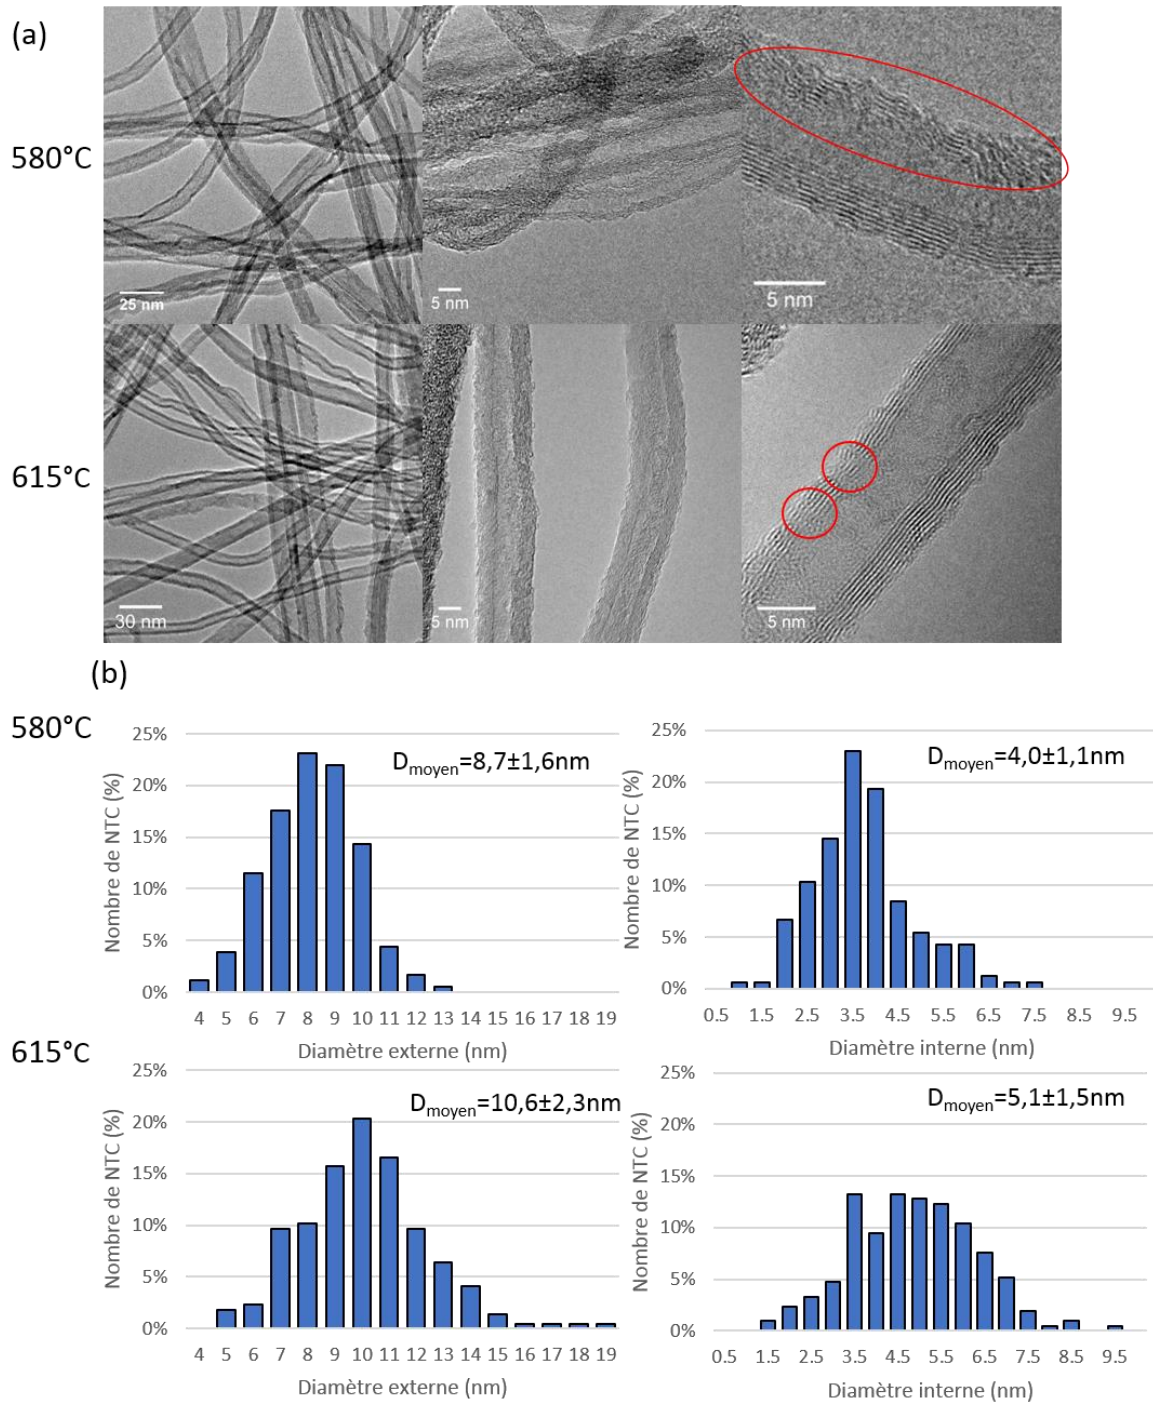 (a)
580°C
25 nm
5 nm
5 nm
615°C
30 nm
5 nm
5 nm
(b)
580°C
25%
20%
15%
10%
5%
0%
Nombre de NTC (%)
D moyen=8,7±1,6nm
4 5 6 7 8 9 10 11 12 13 14 15 16 17 18 19
Diamètre externe (nm)
25%
20%
15%
10%
5%
0%
Nombre de NTC (%)
D moyen=4,0±1,1nm
0.5 1.5 2.5 3.5 4.5 5.5 6.5 7.5 8.5 9.5
Diamètre interne (nm)
615°C
25%
20%
15%
10%
5%
0%
Nombre de NTC (%)
D moyen=10,6±2,3nm
4 5 6 7 8 9 10 11 12 13 14 15 16 17 18 19
Diamètre externe (nm)
25%
20%
15%
10%
5%
0%
Nombre de NTC (%)
D moyen=5,1±1,5nm
0.5 1.5 2.5 3.5 4.5 5.5 6.5 7.5 8.5 9.5
Diamètre interne (nm)